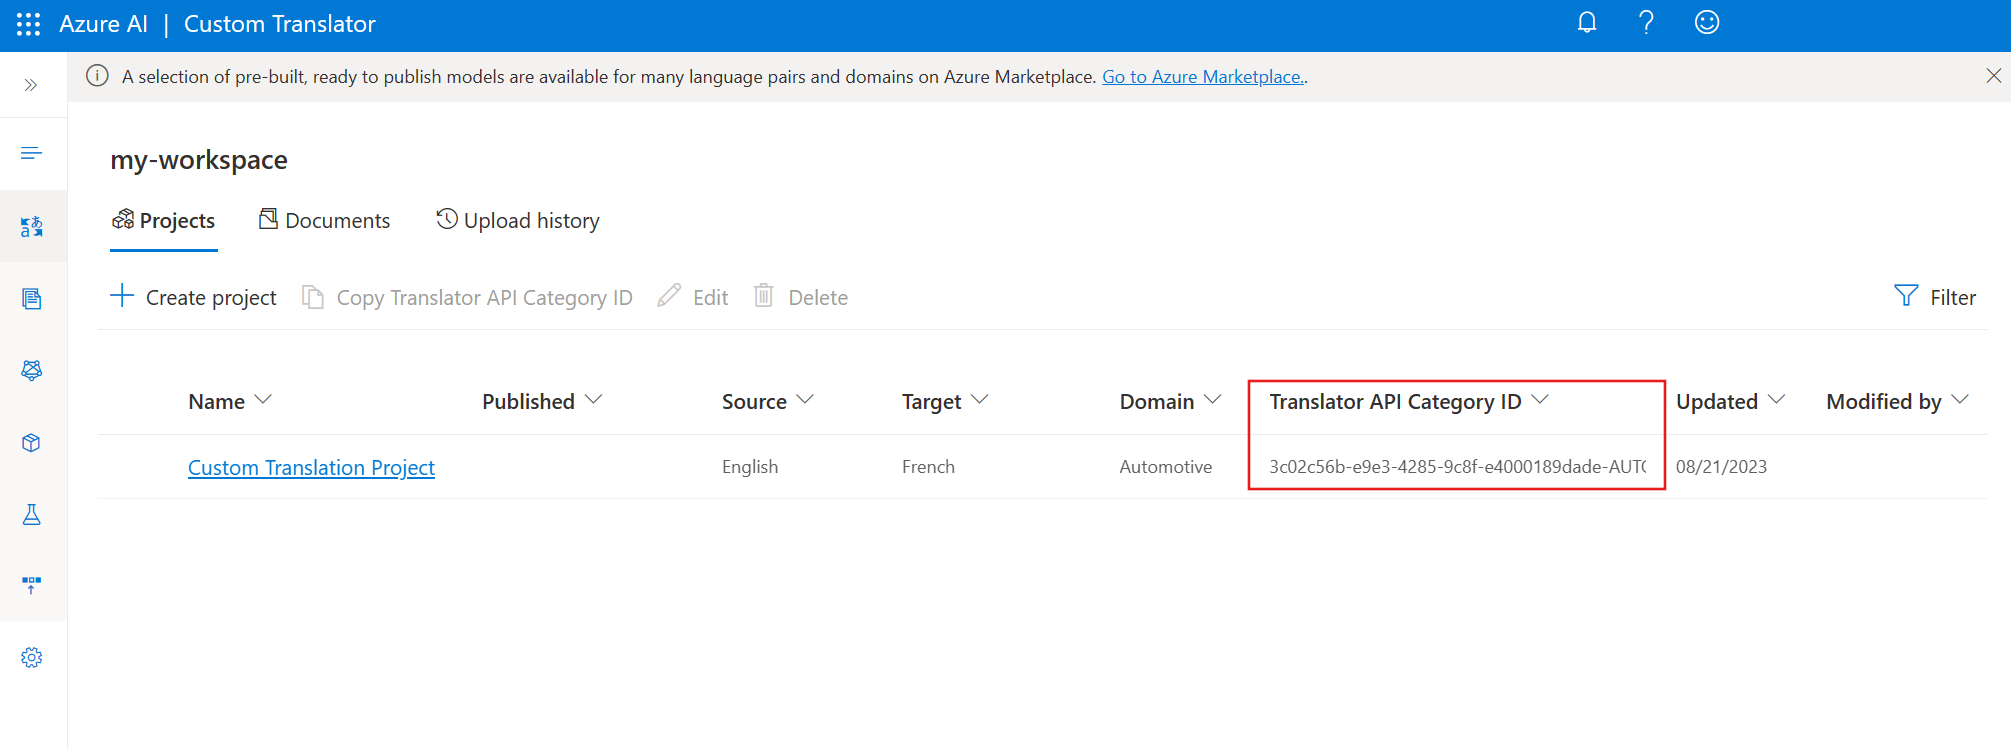 Azure AI | Custom Translator
A selection of pre-built, ready to publish models are available for many language pairs and domains on Azure Marketplace. Go to Azure Marketplace..
my-workspace
Projects Documents Upload history
Create project Copy Translator API Category ID Edit Delete Filter
Name Published Source Target Domain Translator API Category ID Updated Modified by
Custom Translation Project English French Automotive 3c02c56b-e9e3-4285-9c8f-e4000189dade-AUTO 08/21/2023